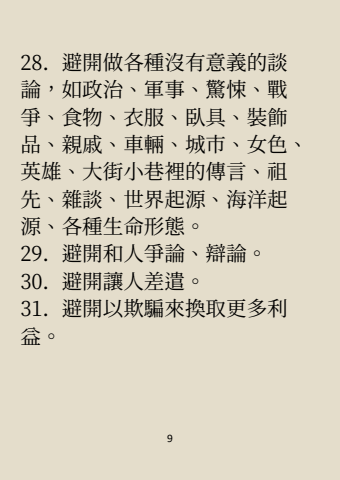 28. 避開做各種沒有意義的談
論，如政治、軍事、驚悚、戰
爭、食物、衣服、臥具、裝飾
品、親戚、車輛、城市、女色、
英雄、大街小巷裡的傳言、祖
先、雜談、世界起源、海洋起
源、各種生命形態。
29. 避開和人爭論、辯論。
30. 避開讓人差遣。
31. 避開以欺騙來換取更多利
益。
9